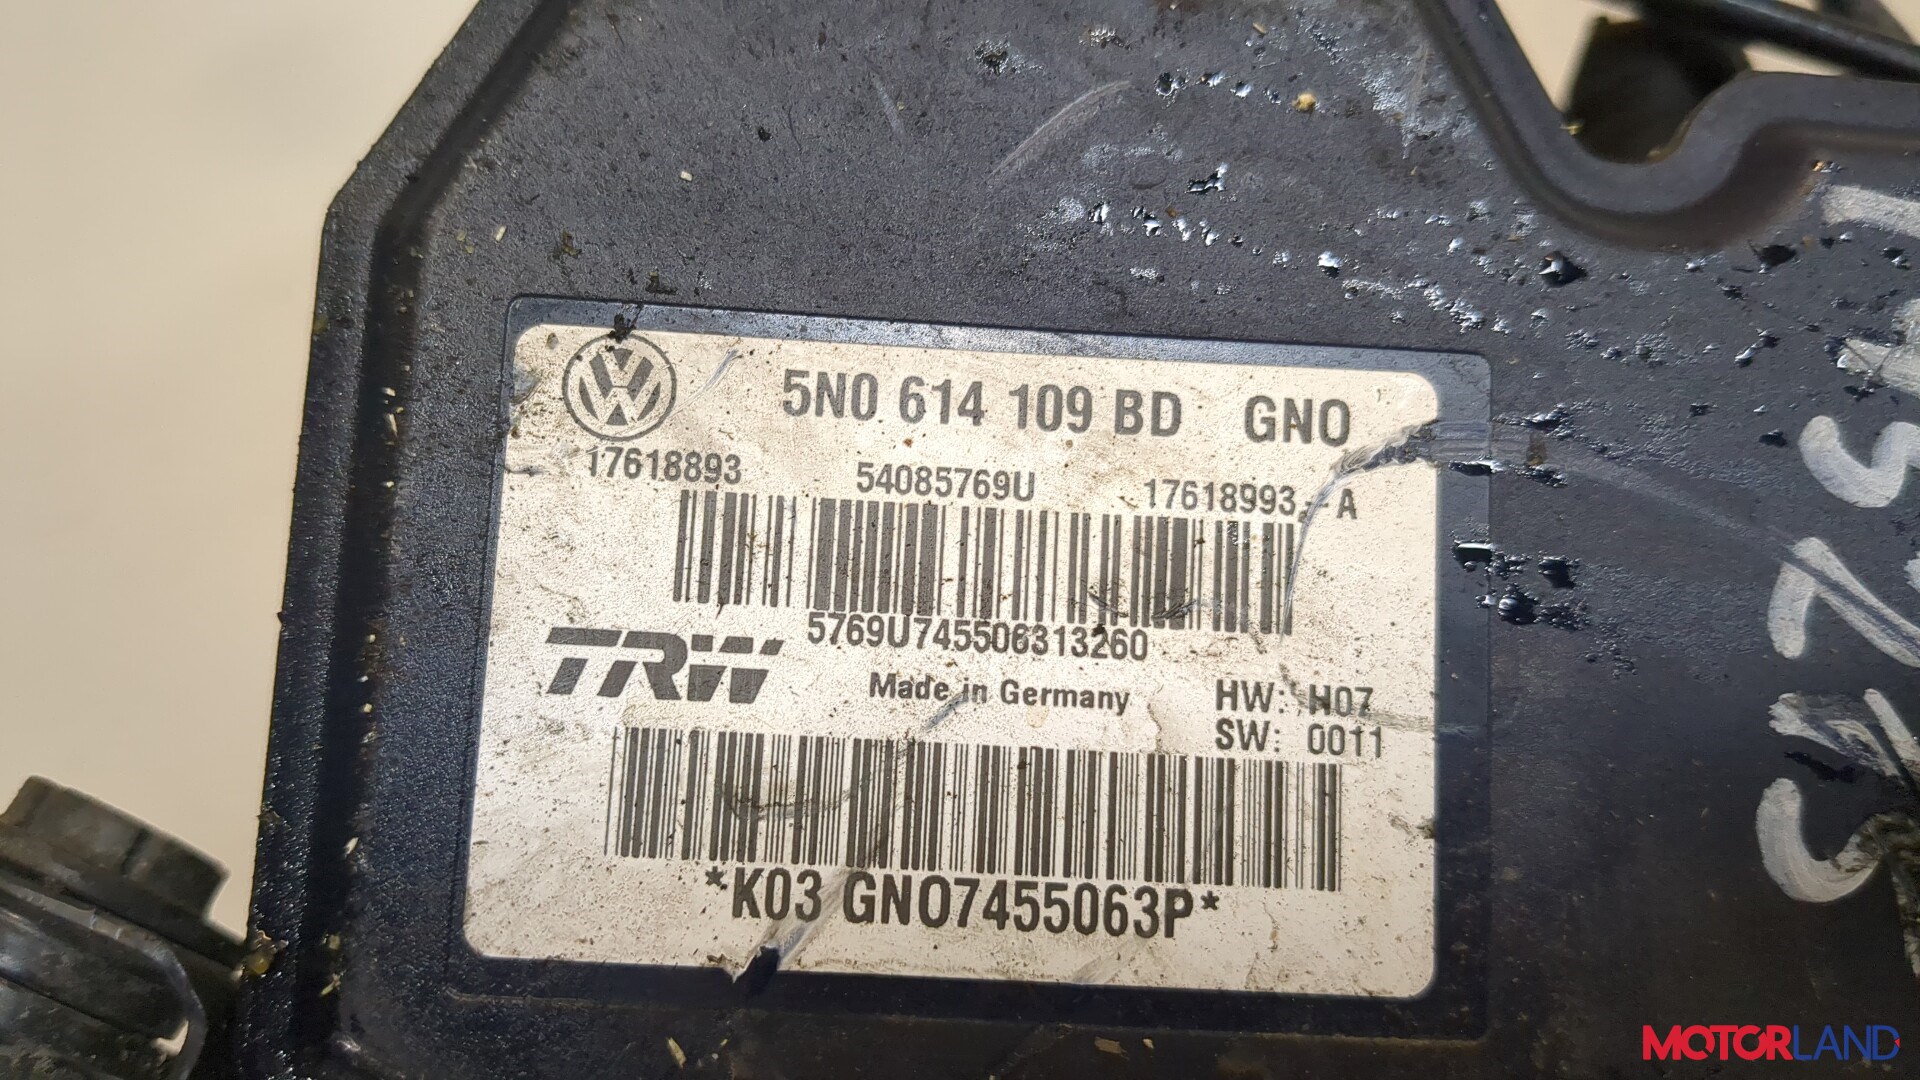 5N0 614 109 BD GNO
17618893 54085769U 17618993 - A
5769U745506313260
TRW
Made in Germany
HW: H07
SW: 0011
*K03 GNO7455063P*
MOTORLAND